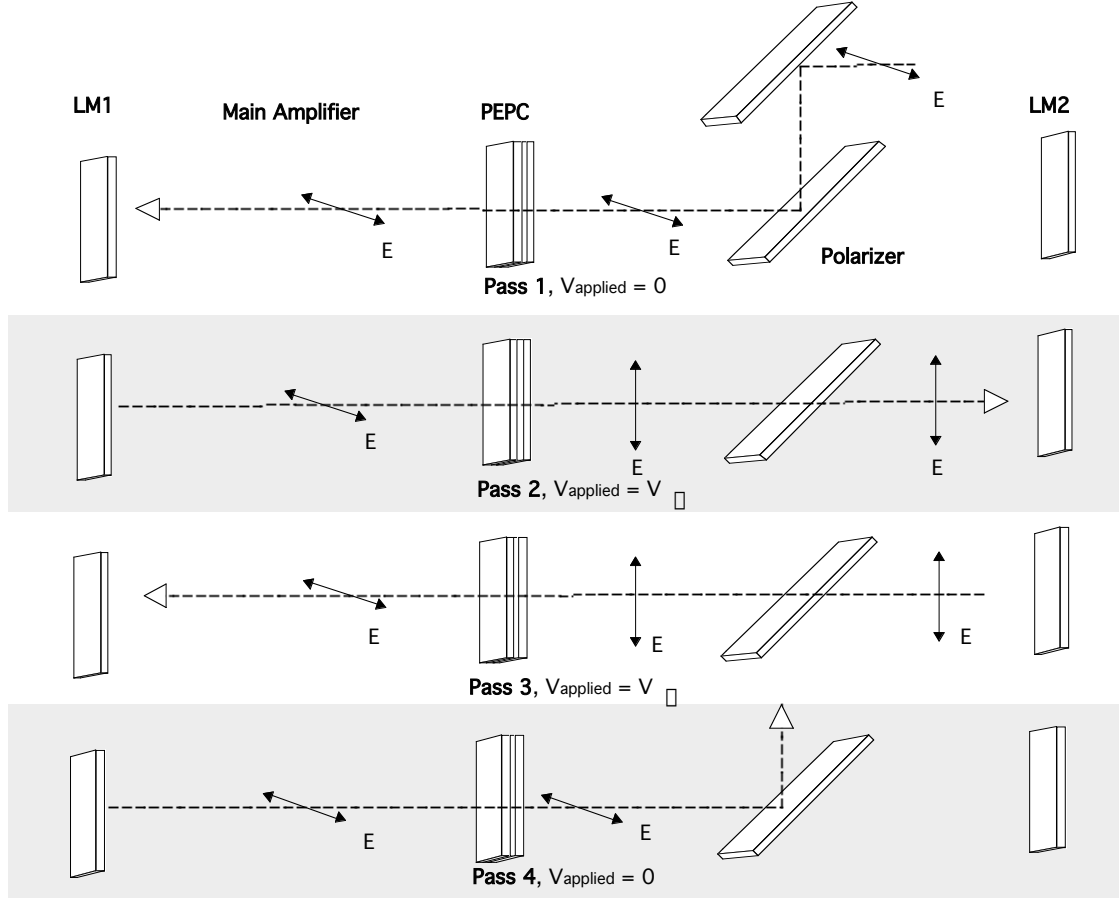 LM1
Main Amplifier
PEPC
LM2
E
E
E
Polarizer
Pass 1, Vapplied = 0
E
E
E
Pass 2, Vapplied = V
E
E
E
Pass 3, Vapplied = V
E
E
Pass 4, Vapplied = 0